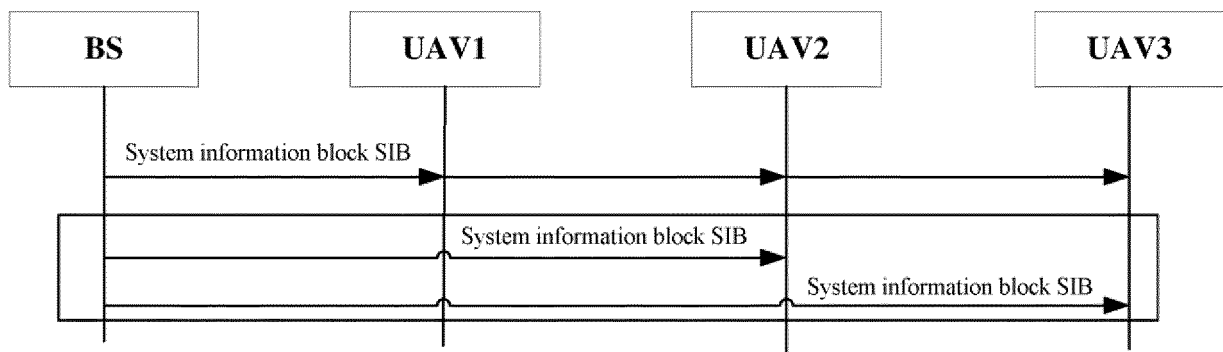 BS
UAV1
UAV2
UAV3
System information block SIB
System information block SIB
System information block SIB